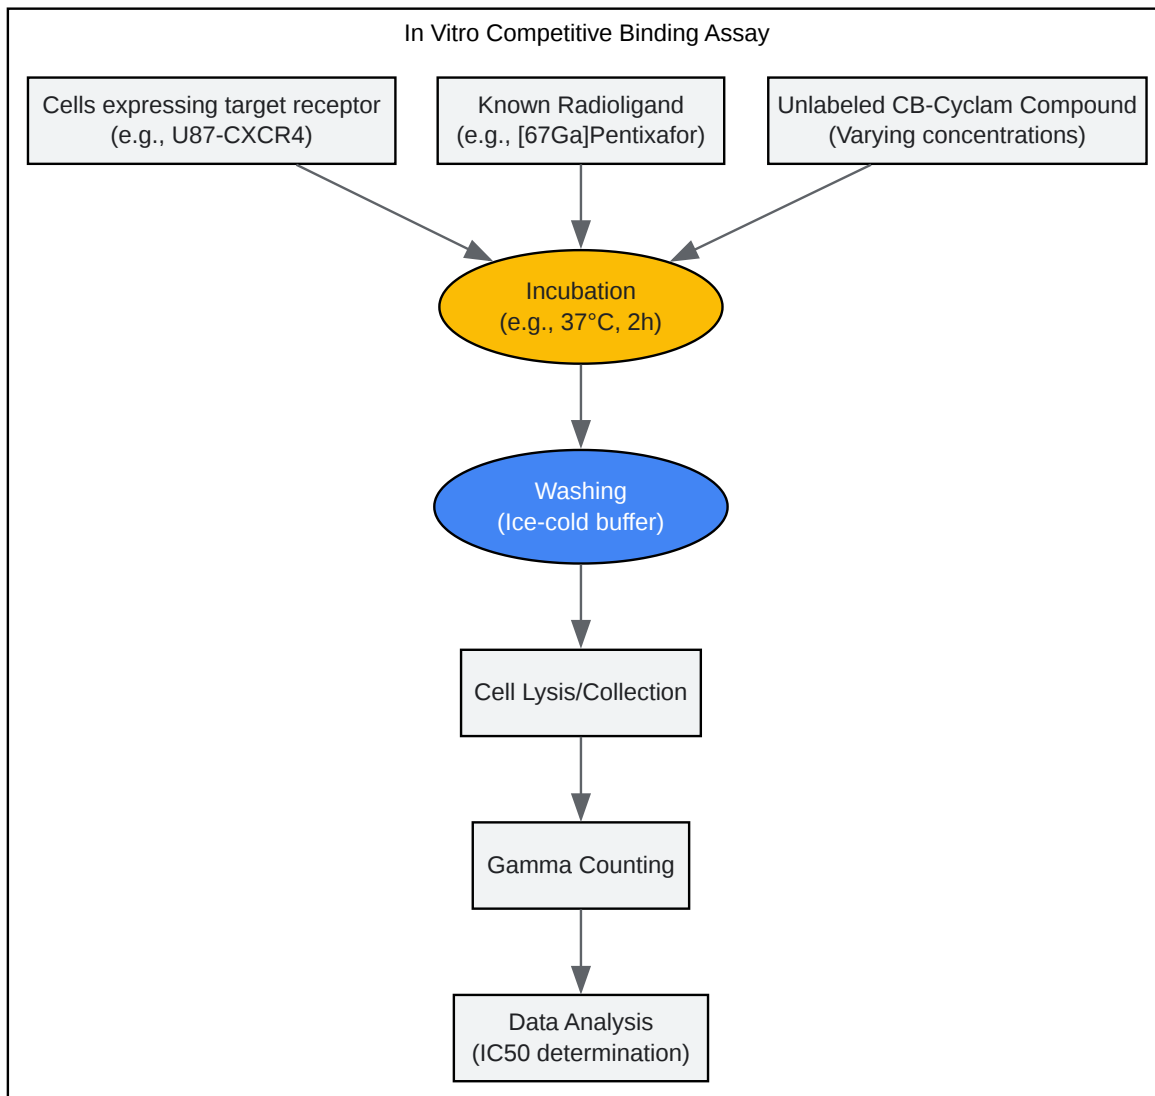 In Vitro Competitive Binding Assay
Cells expressing target receptor
(e.g., U87-CXCR4)
Known Radioligand
(e.g., [67Ga]Pentixafor)
Unlabeled CB-Cyclam Compound
(Varying concentrations)
Incubation
(e.g., 37°C, 2h)
Washing
(Ice-cold buffer)
Cell Lysis/Collection
Gamma Counting
Data Analysis
(IC50 determination)